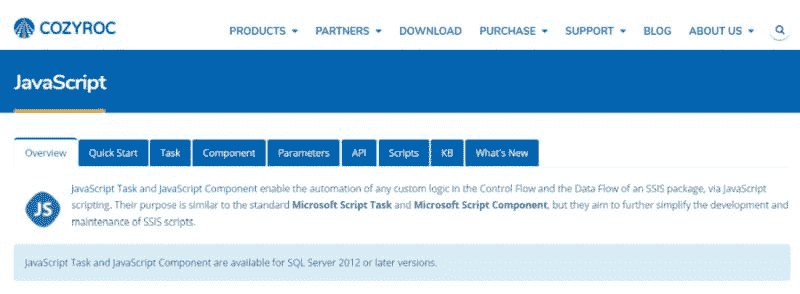 COZYROC
PRODUCTS PARTNERS DOWNLOAD PURCHASE SUPPORT BLOG ABOUT US
JavaScript
Overview Quick Start Task Component Parameters API Scripts KB What's New
JS
JavaScript Task and JavaScript Component enable the automation of any custom logic in the Control Flow and the Data Flow of an SSIS package, via JavaScript
scripting. Their purpose is similar to the standard Microsoft Script Task and Microsoft Script Component, but they aim to further simplify the development and
maintenance of SSIS scripts.
JavaScript Task and JavaScript Component are available for SQL Server 2012 or later versions.